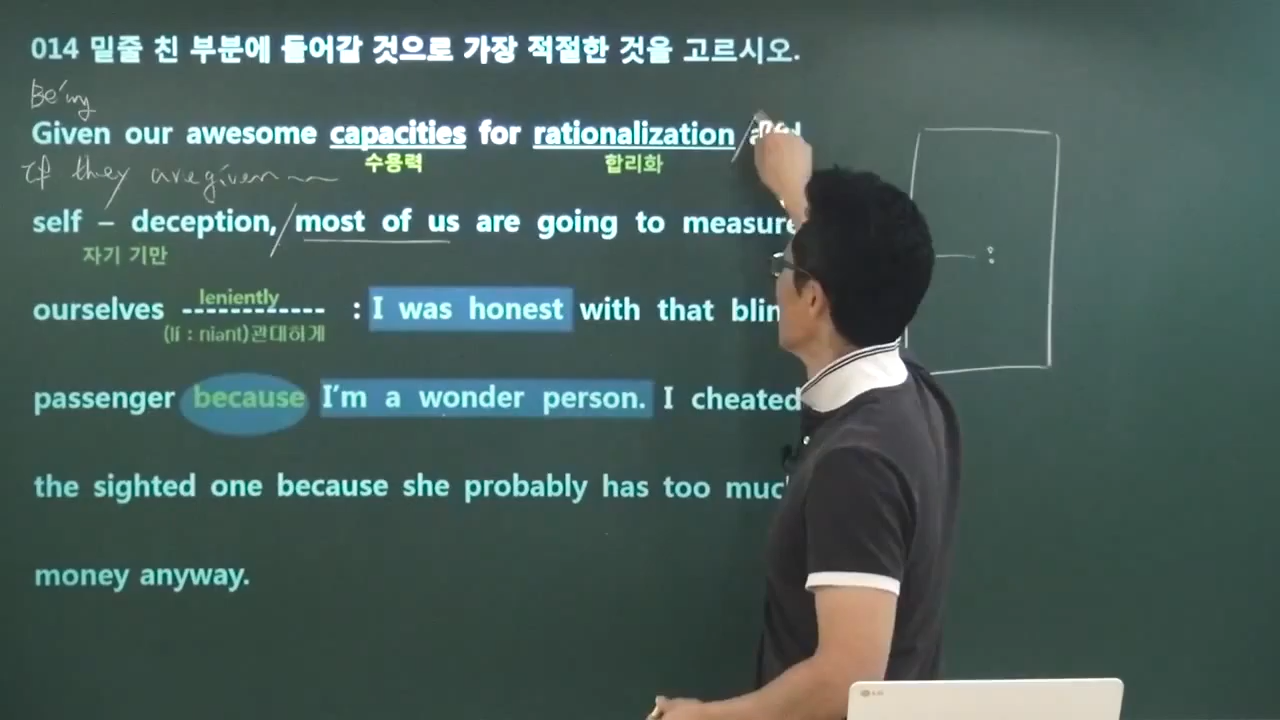 014 밑줄 친 부분에 들어갈 것으로 가장 적절한 것을 고르시오.
Being
Given our awesome capacities for rationalization
수용력 합리화
If they are given
self – deception, most of us are going to measure
자기 기만
leniently
ourselves ------------ : I was honest with that
(lí : niənt)관대하게
passenger because I'm a wonder person. I cheated
the sighted one because she probably has too much
money anyway.
:
LG